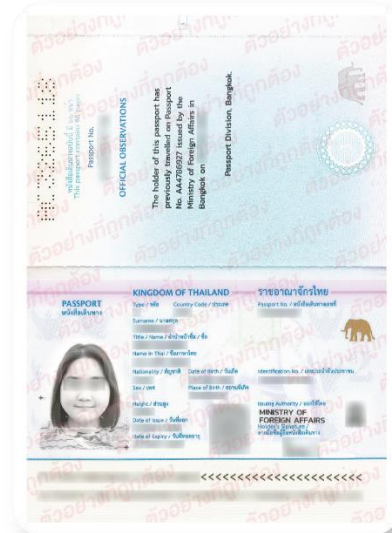 ตัวอย่างที่ถูกต้อง
Passport No.
OFFICIAL OBSERVATIONS
The holder of this passport has
previously travelled on Passport
No. AA4786927 issued by the
Ministry of Foreign Affairs in
Bangkok on
Passport Division, Bangkok.
PASSPORT
หนังสือเดินทาง
KINGDOM OF THAILAND
ราชอาณาจักรไทย
Type / ชนิด Country Code / ประเทศ Passport No. / หนังสือเดินทางเลขที่
Surname / นามสกุล
Title / Name / คำนำหน้าชื่อ / ชื่อ
Name in Thai / ชื่อภาษาไทย
Nationality / สัญชาติ Date of Birth / วันเกิด Identification No. / เลขประจำตัวประชาชน
Sex / เพศ Place of Birth / สถานที่เกิด
Height / ส่วนสูง Issuing Authority / ออกให้โดย
MINISTRY OF
FOREIGN AFFAIRS
Date of Issue / วันที่ออก Holder's Signature /
Date of Expiry / วันที่หมดอายุ
<<<<<<<<<<<<<<<<<<<<<<<<